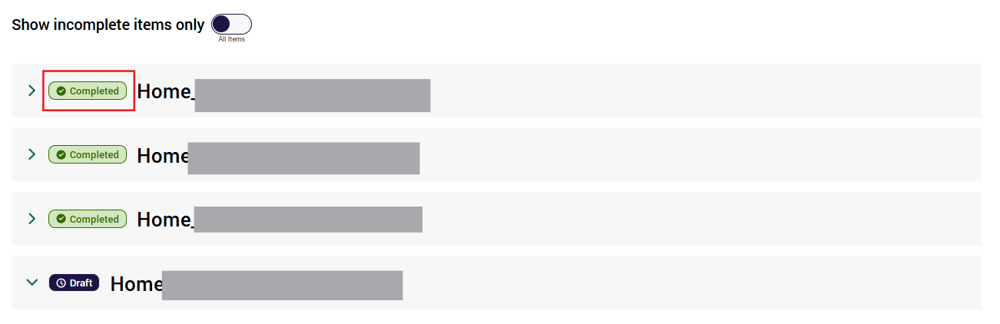 Show incomplete items only
All Items
Completed Home_
Completed Home
Completed Home_
Draft Home